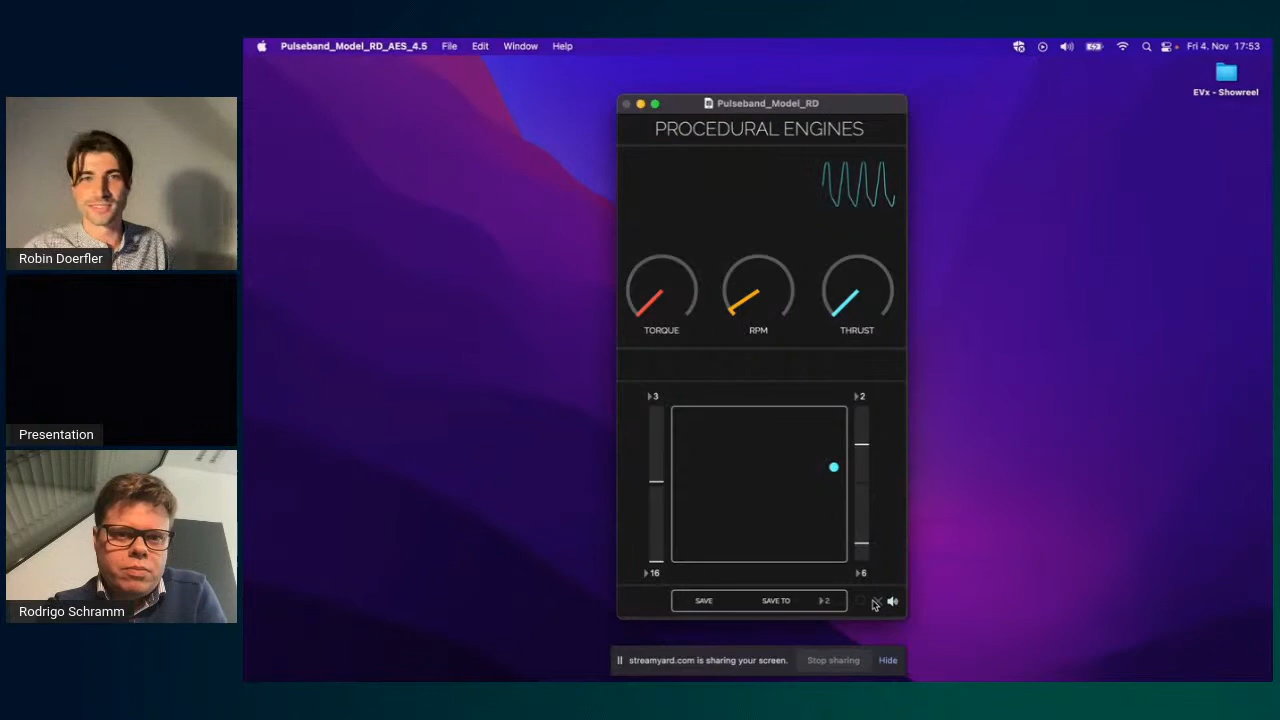 Pulseband_Model_RD_AES_4.5 File Edit Window Help
Fri 4. Nov 17:53
EVx - Showreel
Pulseband_Model_RD
PROCEDURAL ENGINES
TORQUE RPM THRUST
3 2
16 6
SAVE SAVE TO 2
streamyard.com is sharing your screen. Stop sharing Hide
Robin Doerfler
Presentation
Rodrigo Schramm